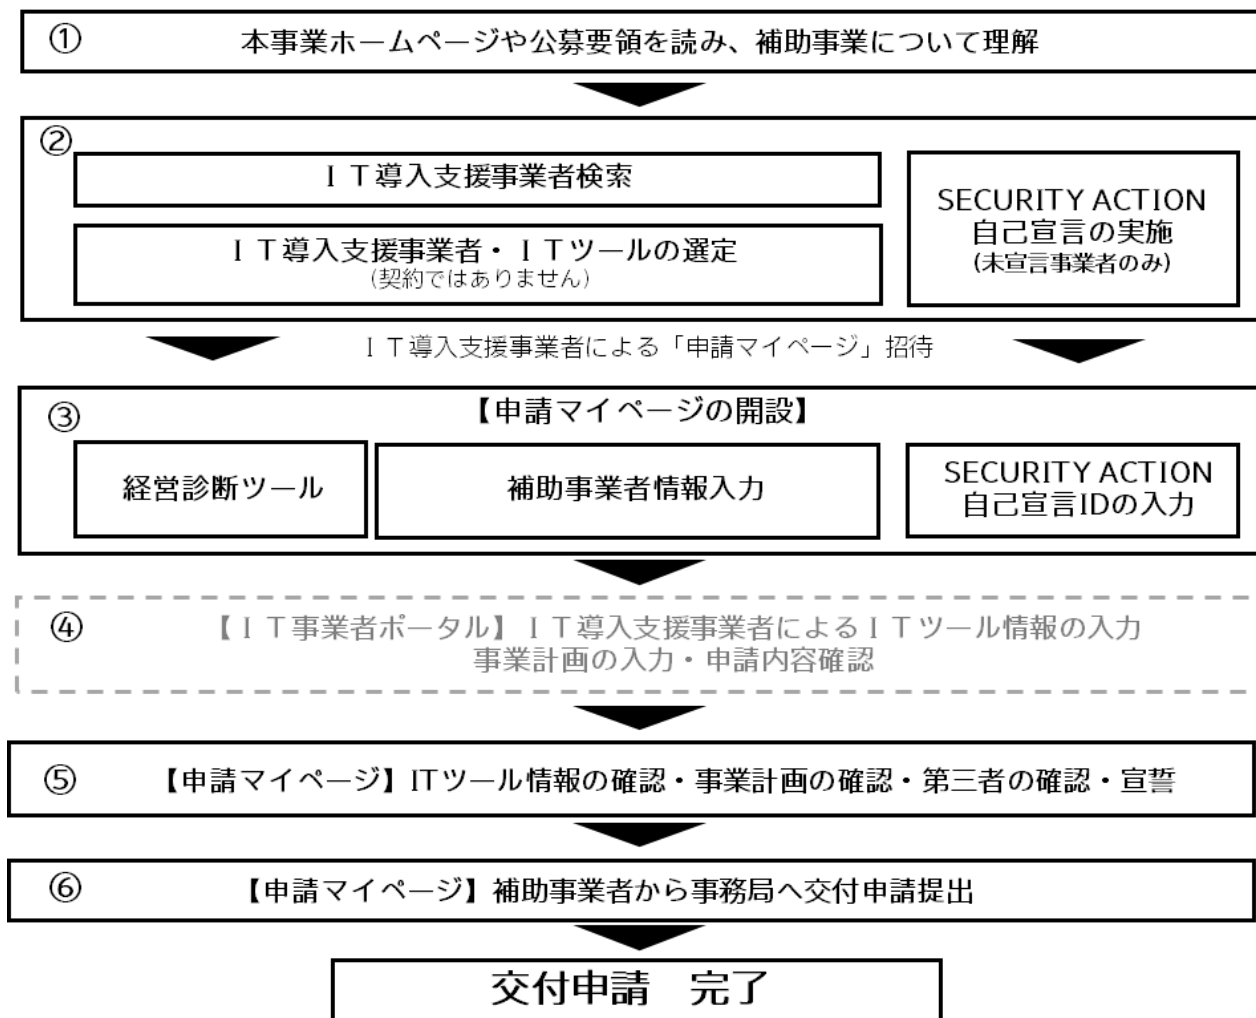 ① 本事業ホームページや公募要領を読み、補助事業について理解
②
ＩＴ導入支援事業者検索
ＩＴ導入支援事業者・ＩＴツールの選定
(契約ではありません)
SECURITY ACTION
自己宣言の実施
(未宣言事業者のみ)
ＩＴ導入支援事業者による「申請マイページ」招待
③ 【申請マイページの開設】
経営診断ツール
補助事業者情報入力
SECURITY ACTION
自己宣言IDの入力
④ 【ＩＴ事業者ポータル】ＩＴ導入支援事業者によるＩＴツール情報の入力
事業計画の入力・申請内容確認
⑤ 【申請マイページ】ITツール情報の確認・事業計画の確認・第三者の確認・宣誓
⑥ 【申請マイページ】補助事業者から事務局へ交付申請提出
交付申請　完了